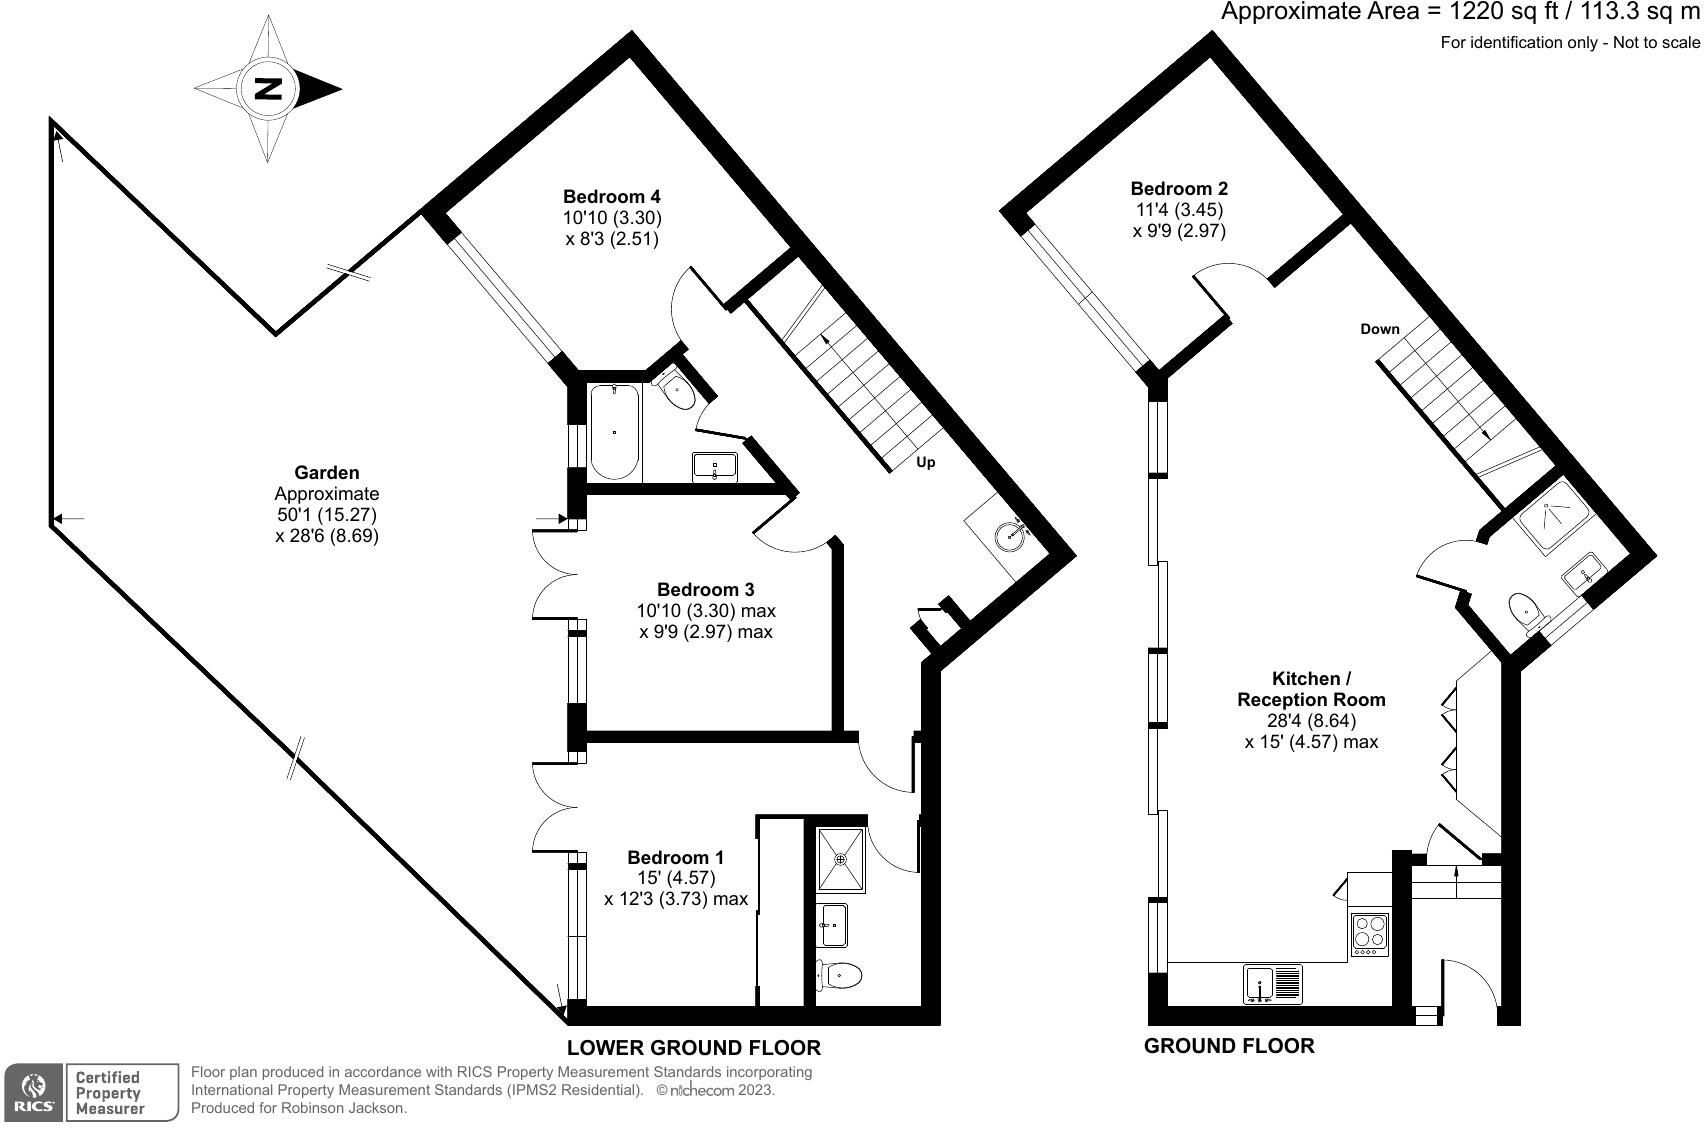 Approximate Area = 1220 sq ft / 113.3 sq m
For identification only - Not to scale
N
Bedroom 4
10'10 (3.30)
x 8'3 (2.51)
Bedroom 2
11'4 (3.45)
x 9'9 (2.97)
Down
Up
Garden
Approximate
50'1 (15.27)
x 28'6 (8.69)
Bedroom 3
10'10 (3.30) max
x 9'9 (2.97) max
Kitchen /
Reception Room
28'4 (8.64)
x 15' (4.57) max
Bedroom 1
15' (4.57)
x 12'3 (3.73) max
LOWER GROUND FLOOR
GROUND FLOOR
RICS
Certified
Property
Measurer
Floor plan produced in accordance with RICS Property Measurement Standards incorporating
International Property Measurement Standards (IPMS2 Residential). © nichecom 2023.
Produced for Robinson Jackson.